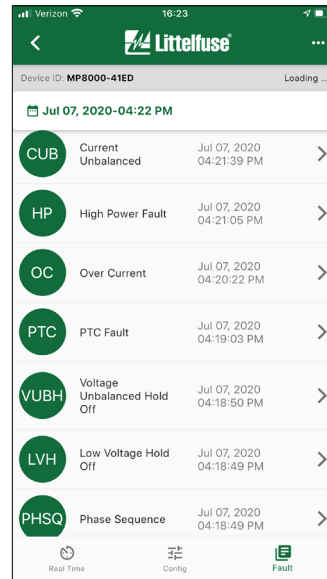 Verizon 16:23
Littelfuse®
Device ID: MP8000-41ED Loading ..
Jul 07, 2020-04:22 PM
CUB Current Unbalanced Jul 07, 2020 04:21:39 PM
HP High Power Fault Jul 07, 2020 04:21:05 PM
OC Over Current Jul 07, 2020 04:20:22 PM
PTC PTC Fault Jul 07, 2020 04:19:03 PM
VUBH Voltage Unbalanced Hold Off Jul 07, 2020 04:18:50 PM
LVH Low Voltage Hold Off Jul 07, 2020 04:18:49 PM
PHSQ Phase Sequence Jul 07, 2020 04:18:49 PM
Real Time Config Fault